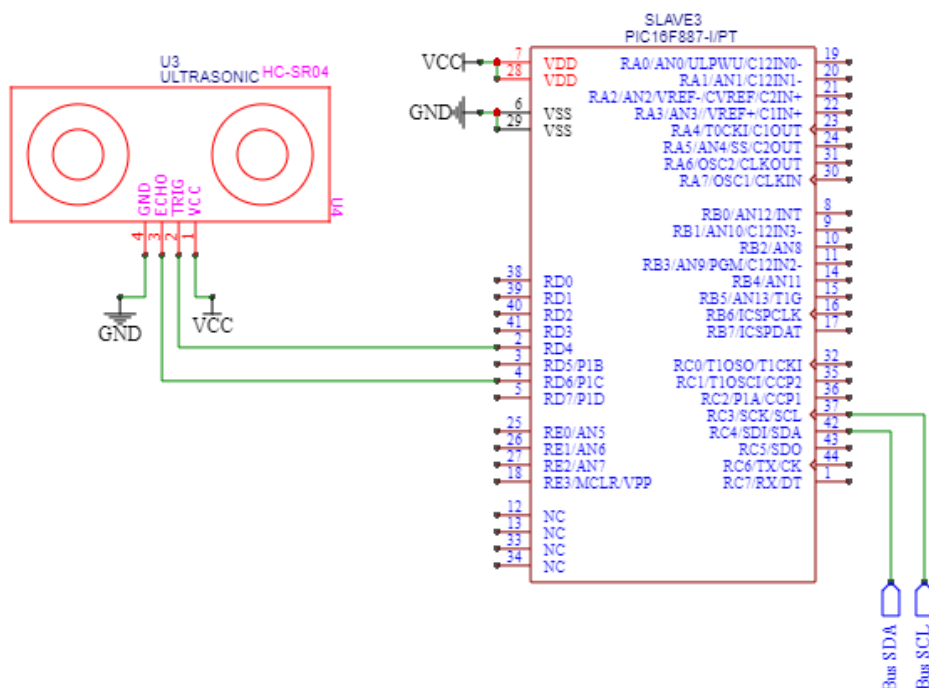 SLAVE3
PIC16F887-I/PT
U3
ULTRASONIC HC-SR04
GND
ECHO
TRIG
VCC
U4
4
3
2
1
GND
VCC
VCC
GND
7 VDD
28 VDD
6 VSS
29 VSS
38 RD0
39 RD1
40 RD2
41 RD3
2 RD4
3 RD5/P1B
4 RD6/P1C
5 RD7/P1D
25 RE0/AN5
26 RE1/AN6
27 RE2/AN7
18 RE3/MCLR/VPP
12 NC
13 NC
33 NC
34 NC
RA0/AN0/ULPWU/C12IN0- 19
RA1/AN1/C12IN1- 20
RA2/AN2/VREF-/CVREF/C2IN+ 21
RA3/AN3//VREF+/C1IN+ 22
RA4/T0CKI/C1OUT 23
RA5/AN4/SS/C2OUT 24
RA6/OSC2/CLKOUT 31
RA7/OSC1/CLKIN 30
RB0/AN12/INT 8
RB1/AN10/C12IN3- 9
RB2/AN8 10
RB3/AN9/PGM/C12IN2- 11
RB4/AN11 14
RB5/AN13/T1G 15
RB6/ICSPCLK 16
RB7/ICSPDAT 17
RC0/T1OSO/T1CKI 32
RC1/T1OSCI/CCP2 35
RC2/P1A/CCP1 36
RC3/SCK/SCL 37
RC4/SDI/SDA 42
RC5/SDO 43
RC6/TX/CK 44
RC7/RX/DT 1
Bus SDA
Bus SCL